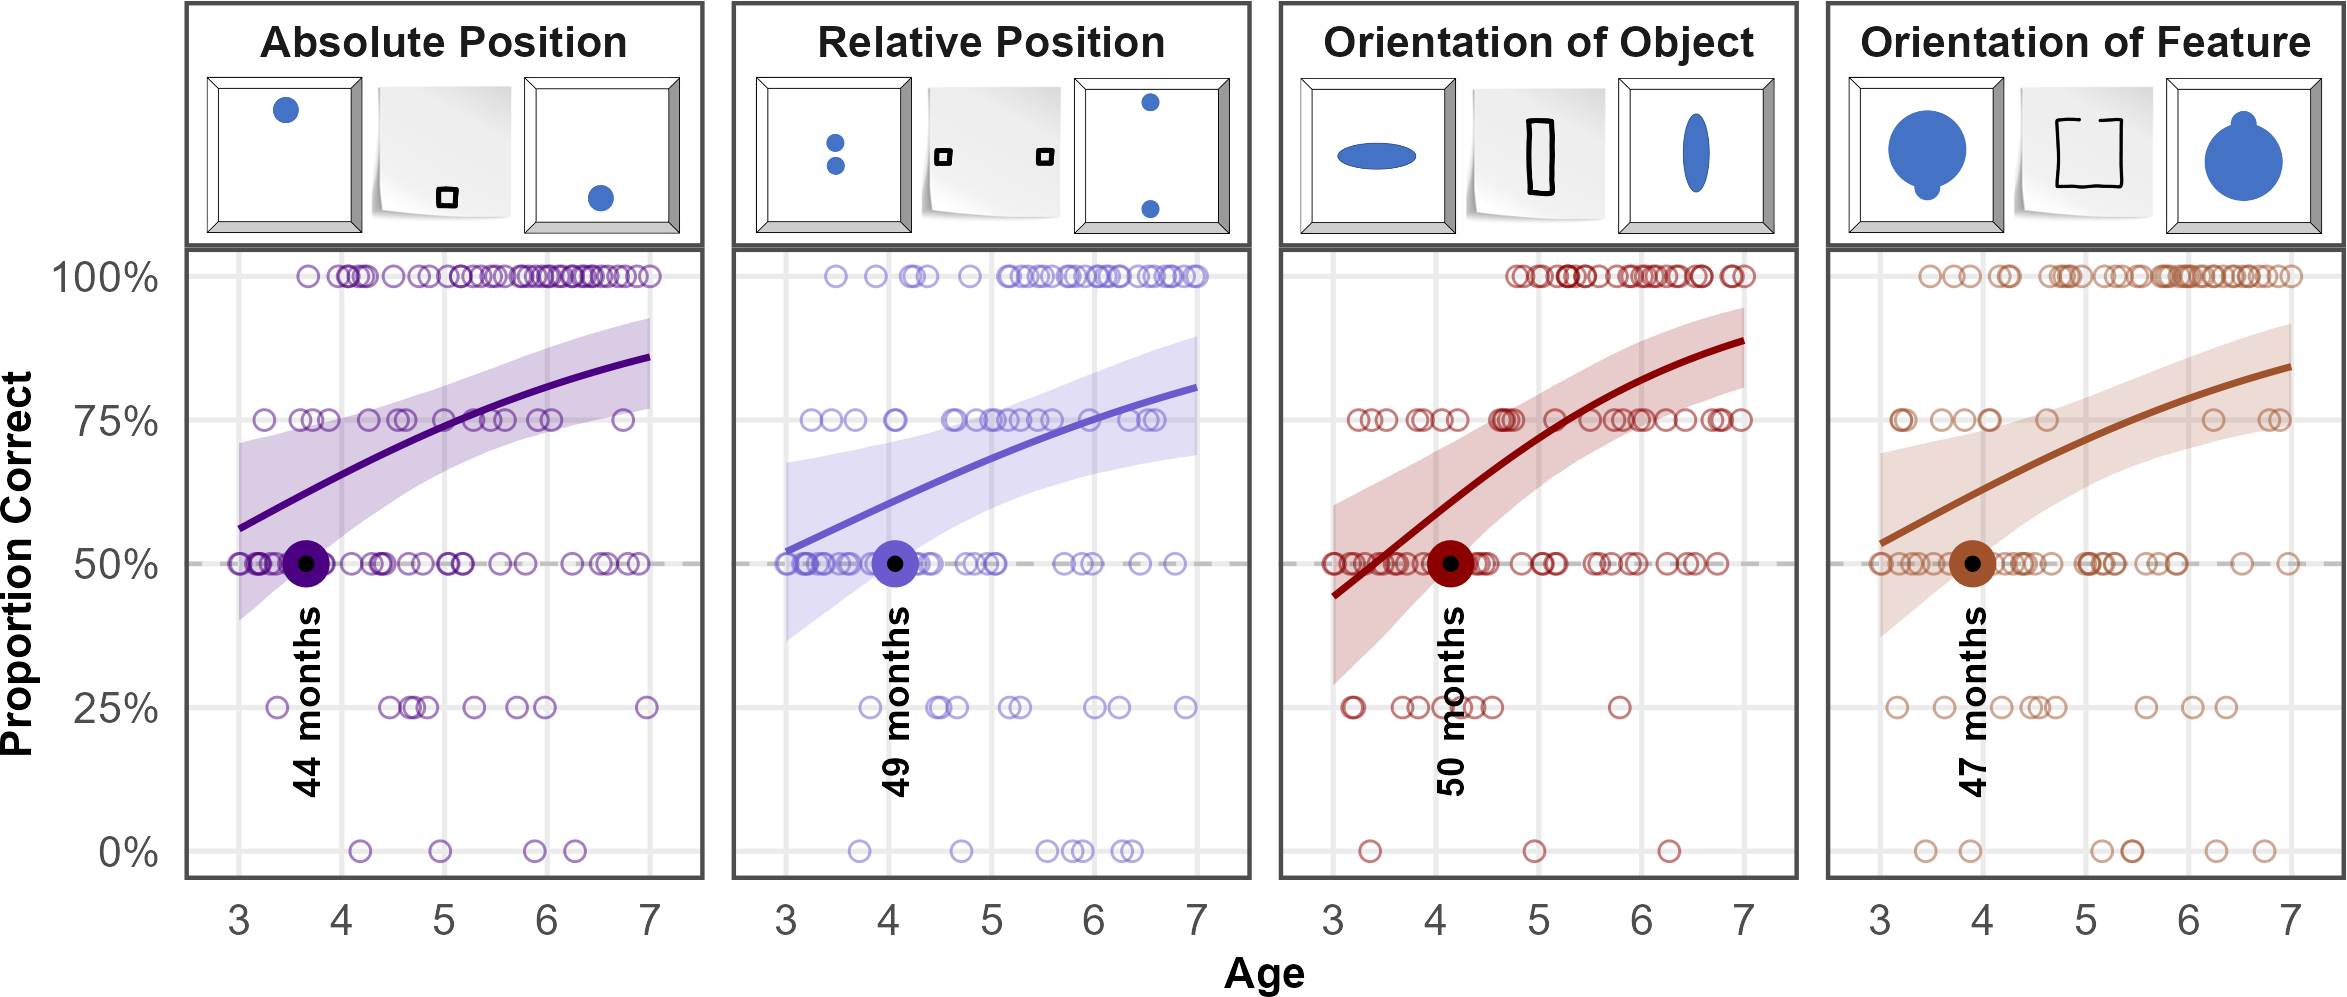 Absolute Position
Relative Position
Orientation of Object
Orientation of Feature
Proportion Correct
100%
75%
50%
25%
0%
44 months
49 months
50 months
47 months
3 4 5 6 7
3 4 5 6 7
3 4 5 6 7
3 4 5 6 7
Age